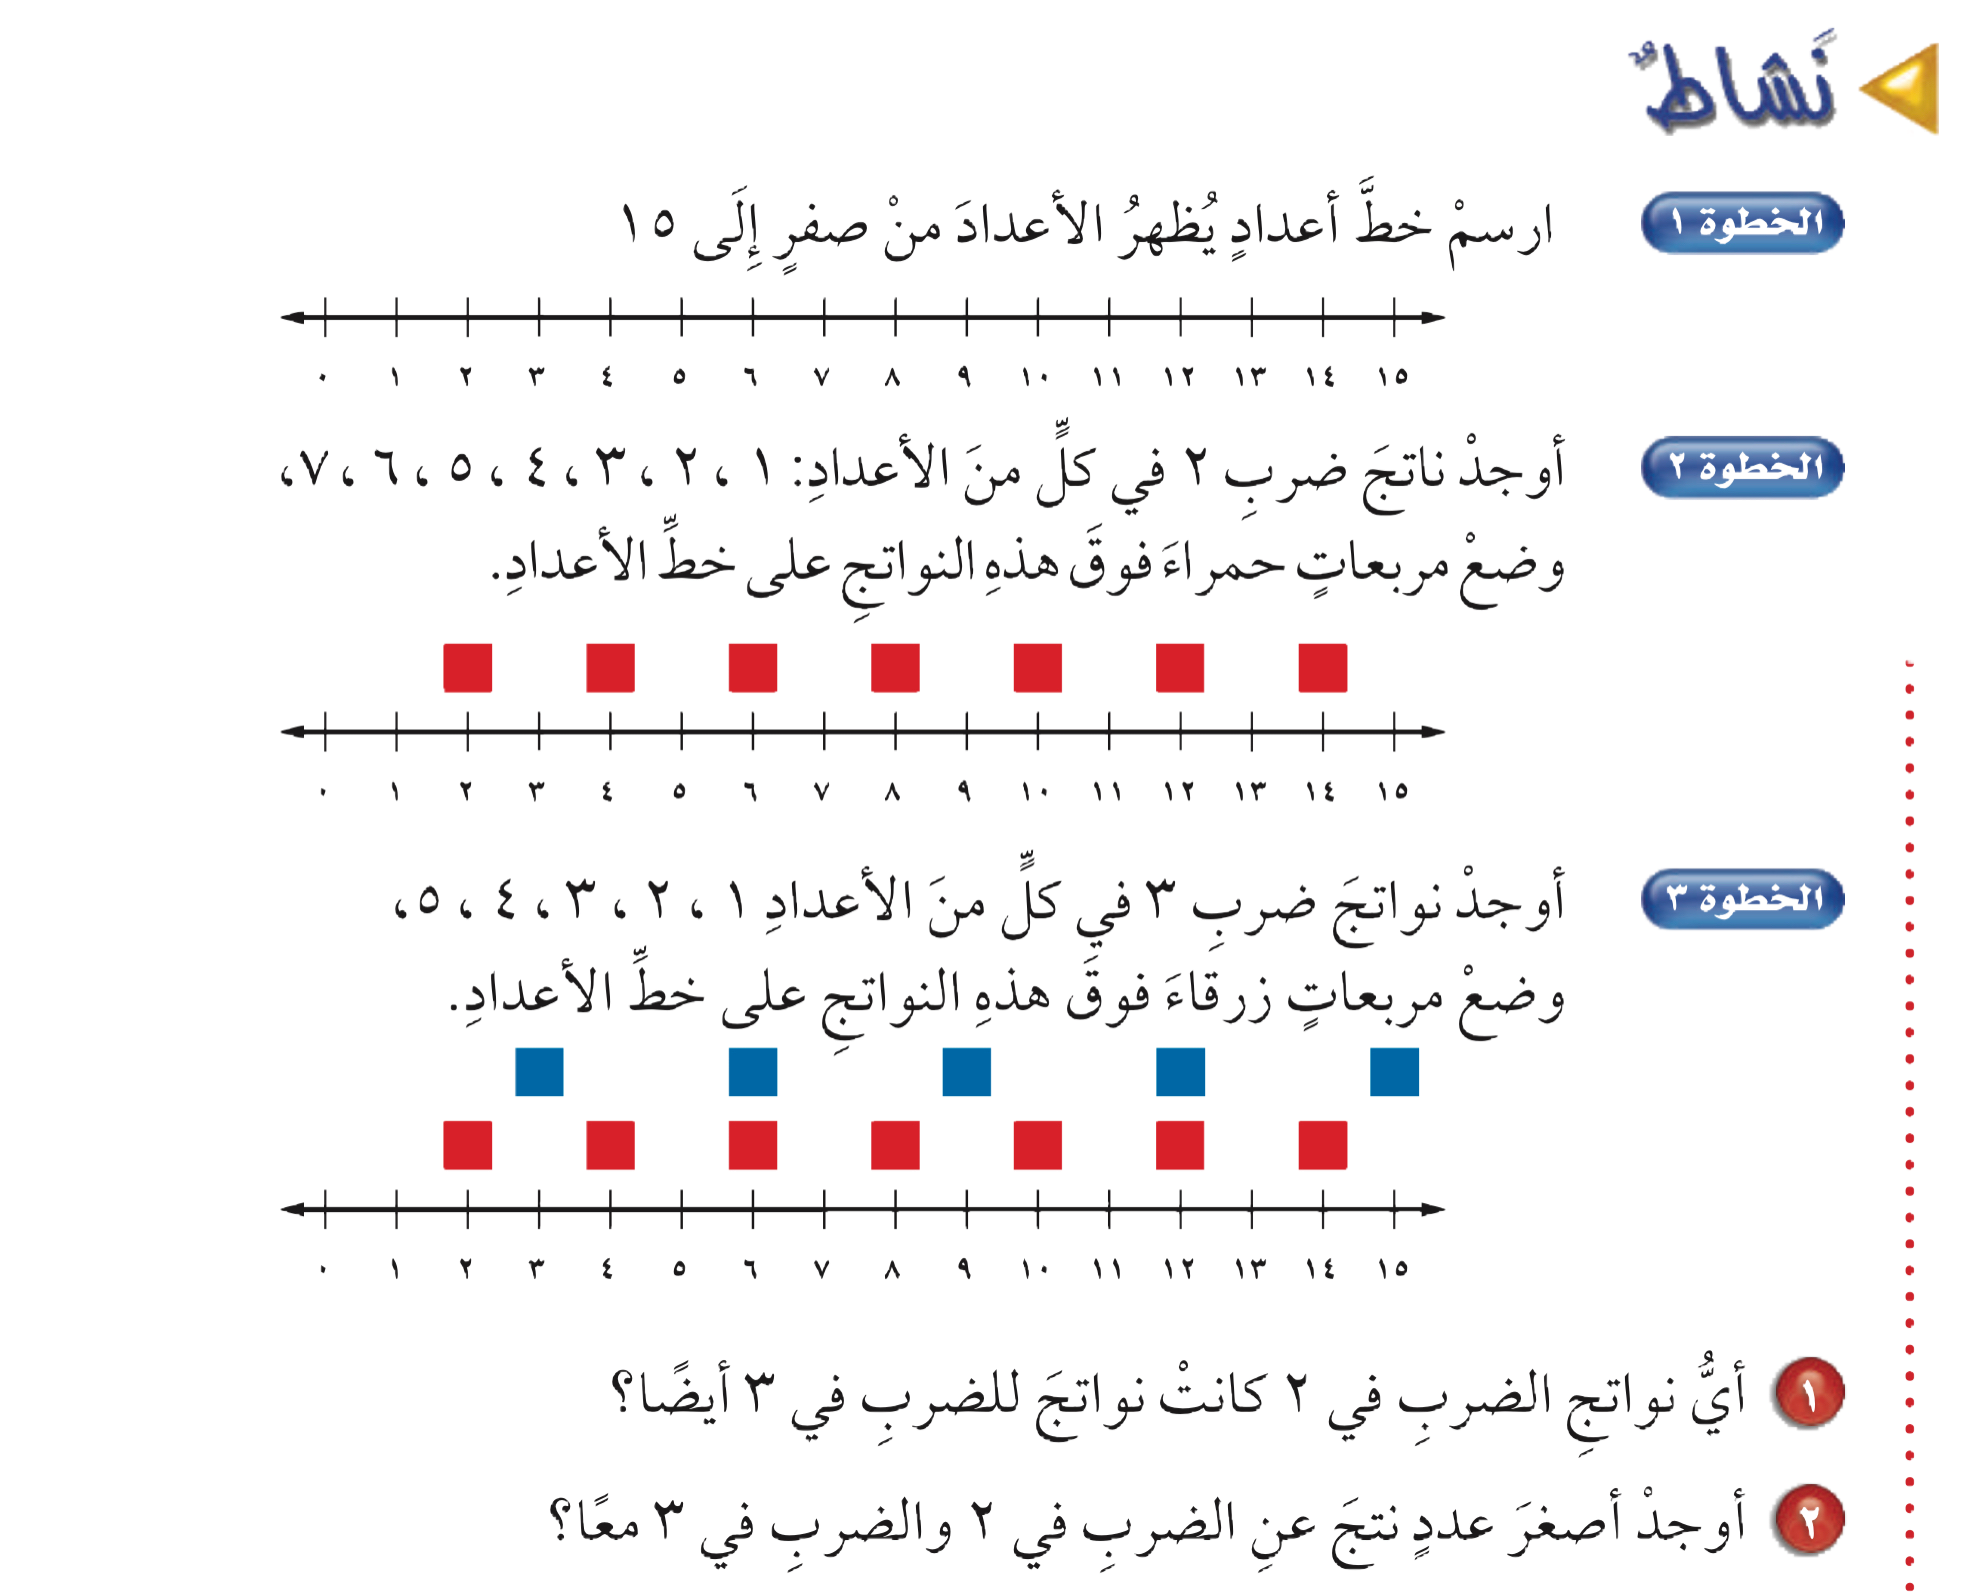 نَشاطٌ
الخطوة ١ ارسمْ خطَّ أعدادٍ يُظهرُ الأعدادَ منْ صفرٍ إِلَى ١٥
٠ ١ ٢ ٣ ٤ ٥ ٦ ٧ ٨ ٩ ١٠ ١١ ١٢ ١٣ ١٤ ١٥
الخطوة ٢ أوجدْ ناتجَ ضربِ ٢ في كلٍّ منَ الأعدادِ: ١ ، ٢ ، ٣ ، ٤ ، ٥ ، ٦ ، ٧،
وضعْ مربعاتٍ حمراءَ فوقَ هذهِ النواتجِ على خطِّ الأعدادِ.
٠ ١ ٢ ٣ ٤ ٥ ٦ ٧ ٨ ٩ ١٠ ١١ ١٢ ١٣ ١٤ ١٥
الخطوة ٣ أوجدْ نواتجَ ضربِ ٣ في كلٍّ منَ الأعدادِ ١ ، ٢ ، ٣ ، ٤ ، ٥،
وضعْ مربعاتٍ زرقاءَ فوقَ هذهِ النواتجِ على خطِّ الأعدادِ.
٠ ١ ٢ ٣ ٤ ٥ ٦ ٧ ٨ ٩ ١٠ ١١ ١٢ ١٣ ١٤ ١٥
١ أيُّ نواتجِ الضربِ في ٢ كانتْ نواتجَ للضربِ في ٣ أيضًا؟
٢ أوجدْ أصغرَ عددٍ نتجَ عنِ الضربِ في ٢ والضربِ في ٣ معًا؟